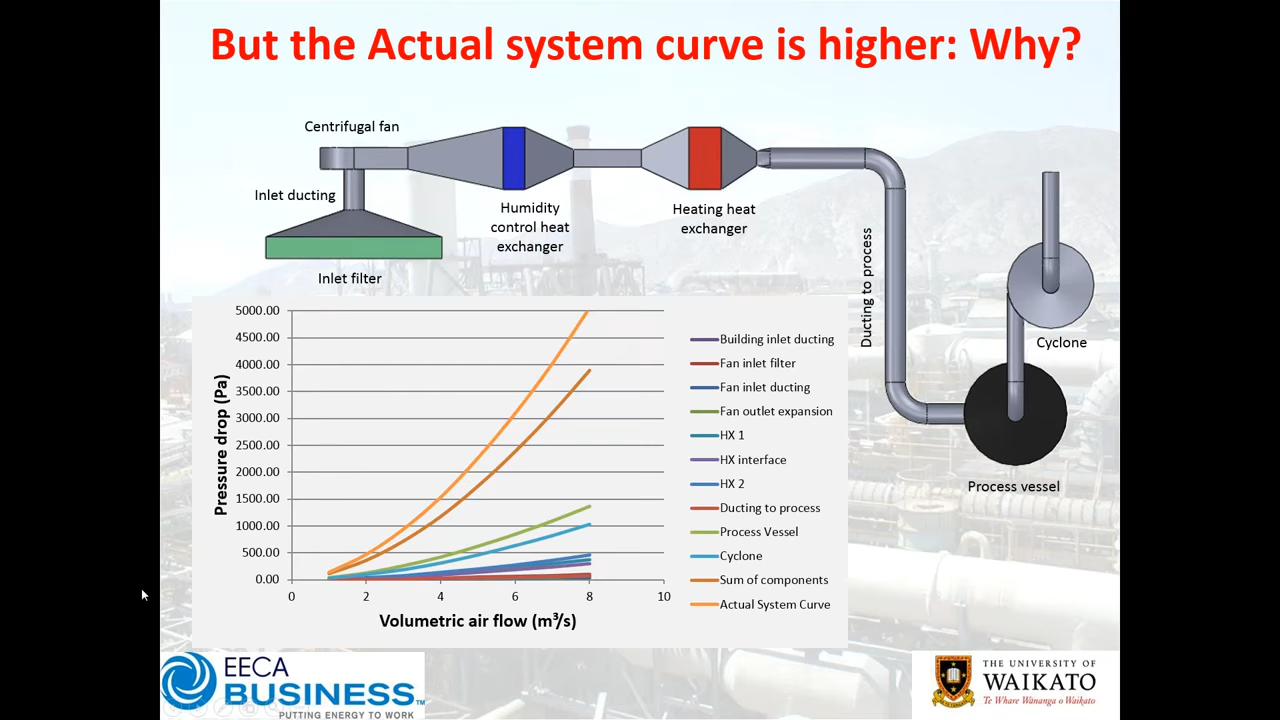 But the Actual system curve is higher: Why?
Centrifugal fan
Inlet ducting
Inlet filter
Humidity
control heat
exchanger
Heating heat
exchanger
Ducting to process
Cyclone
Process vessel
Pressure drop (Pa)
5000.00
4500.00
4000.00
3500.00
3000.00
2500.00
2000.00
1500.00
1000.00
500.00
0.00
0
2
4
6
8
10
Volumetric air flow (m³/s)
Building inlet ducting
Fan inlet filter
Fan inlet ducting
Fan outlet expansion
HX 1
HX interface
HX 2
Ducting to process
Process Vessel
Cyclone
Sum of components
Actual System Curve
EECA
BUSINESS™
PUTTING ENERGY TO WORK
THE UNIVERSITY OF
WAIKATO
Te Whare Wānanga o Waikato